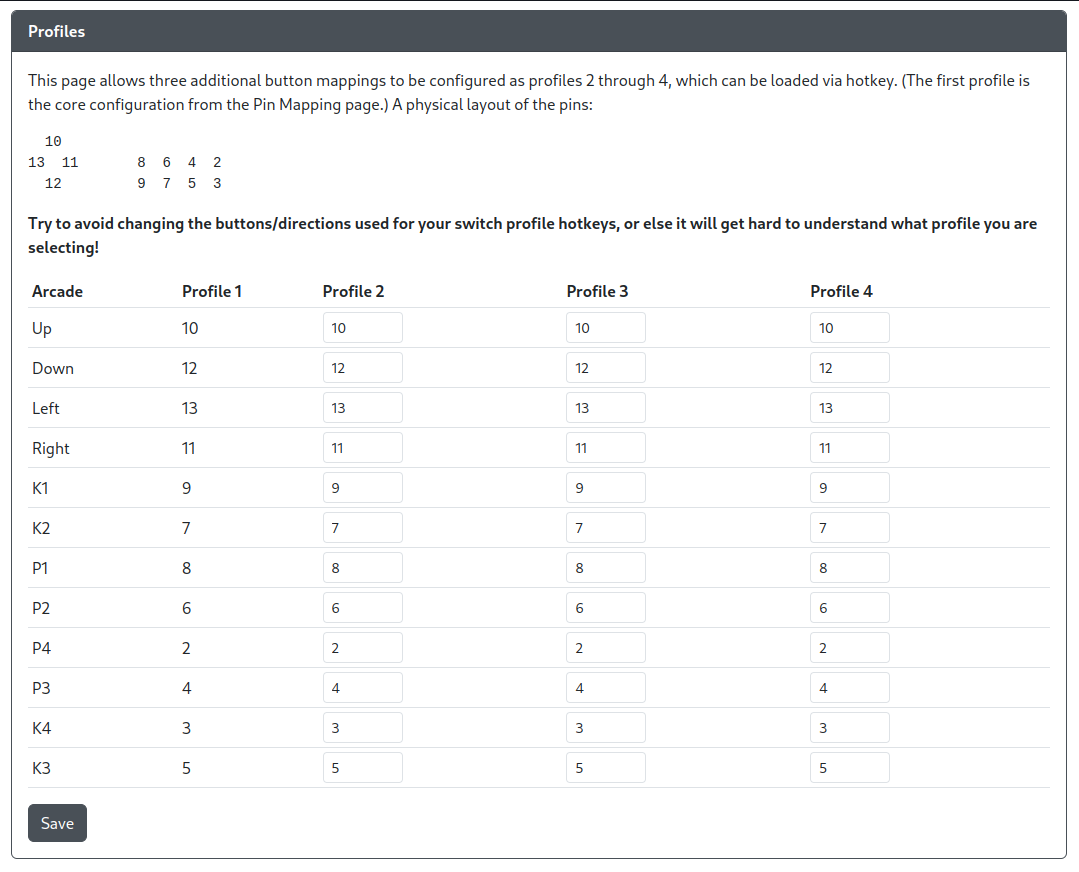 Profiles
This page allows three additional button mappings to be configured as profiles 2 through 4, which can be loaded via hotkey. (The first profile is
the core configuration from the Pin Mapping page.) A physical layout of the pins:
10
13 11 8 6 4 2
12 9 7 5 3
Try to avoid changing the buttons/directions used for your switch profile hotkeys, or else it will get hard to understand what profile you are
selecting!
Arcade Profile 1 Profile 2 Profile 3 Profile 4
Up 10 10 10 10
Down 12 12 12 12
Left 13 13 13 13
Right 11 11 11 11
K1 9 9 9 9
K2 7 7 7 7
P1 8 8 8 8
P2 6 6 6 6
P4 2 2 2 2
P3 4 4 4 4
K4 3 3 3 3
K3 5 5 5 5
Save